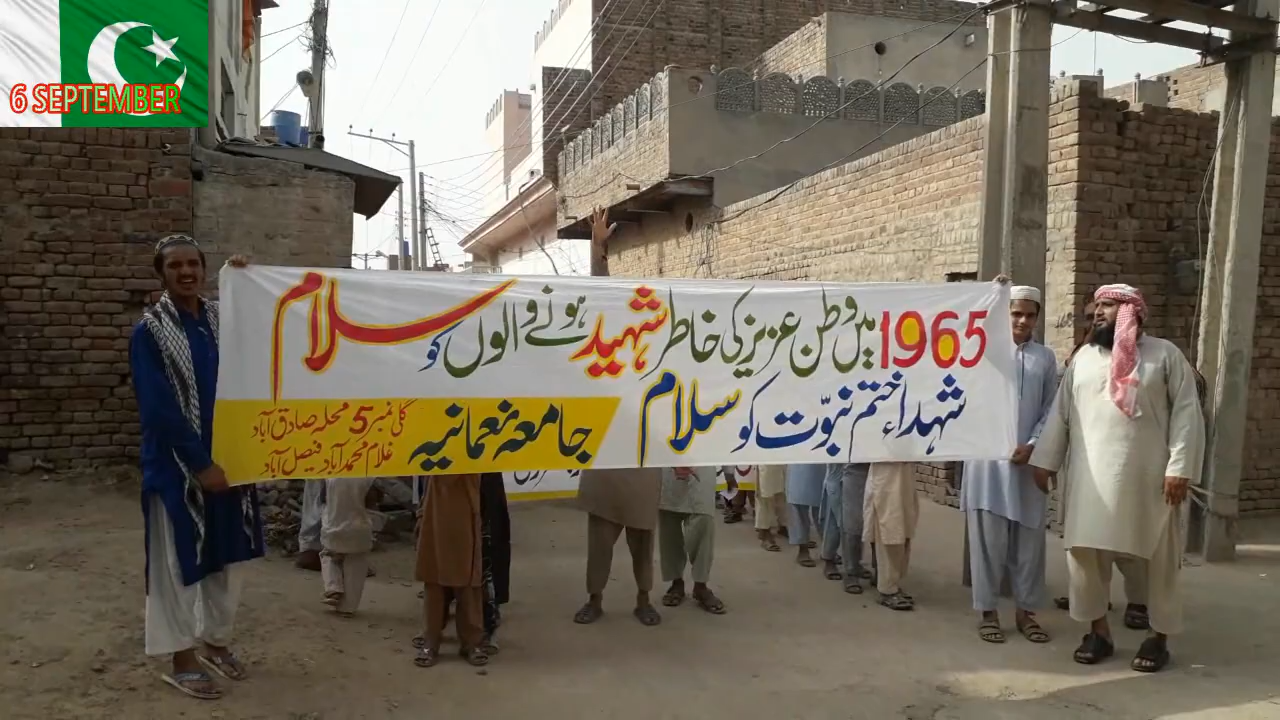 6 SEPTEMBER
1965 میں وطن عزیز کی خاطر شہید ہونے والوں کو سلام
شہداء ختم نبوّت کو سلام
جامعہ نعمانیہ
گلی نمبر 5 محلہ صادق آباد
غلام محمد آباد فیصل آباد